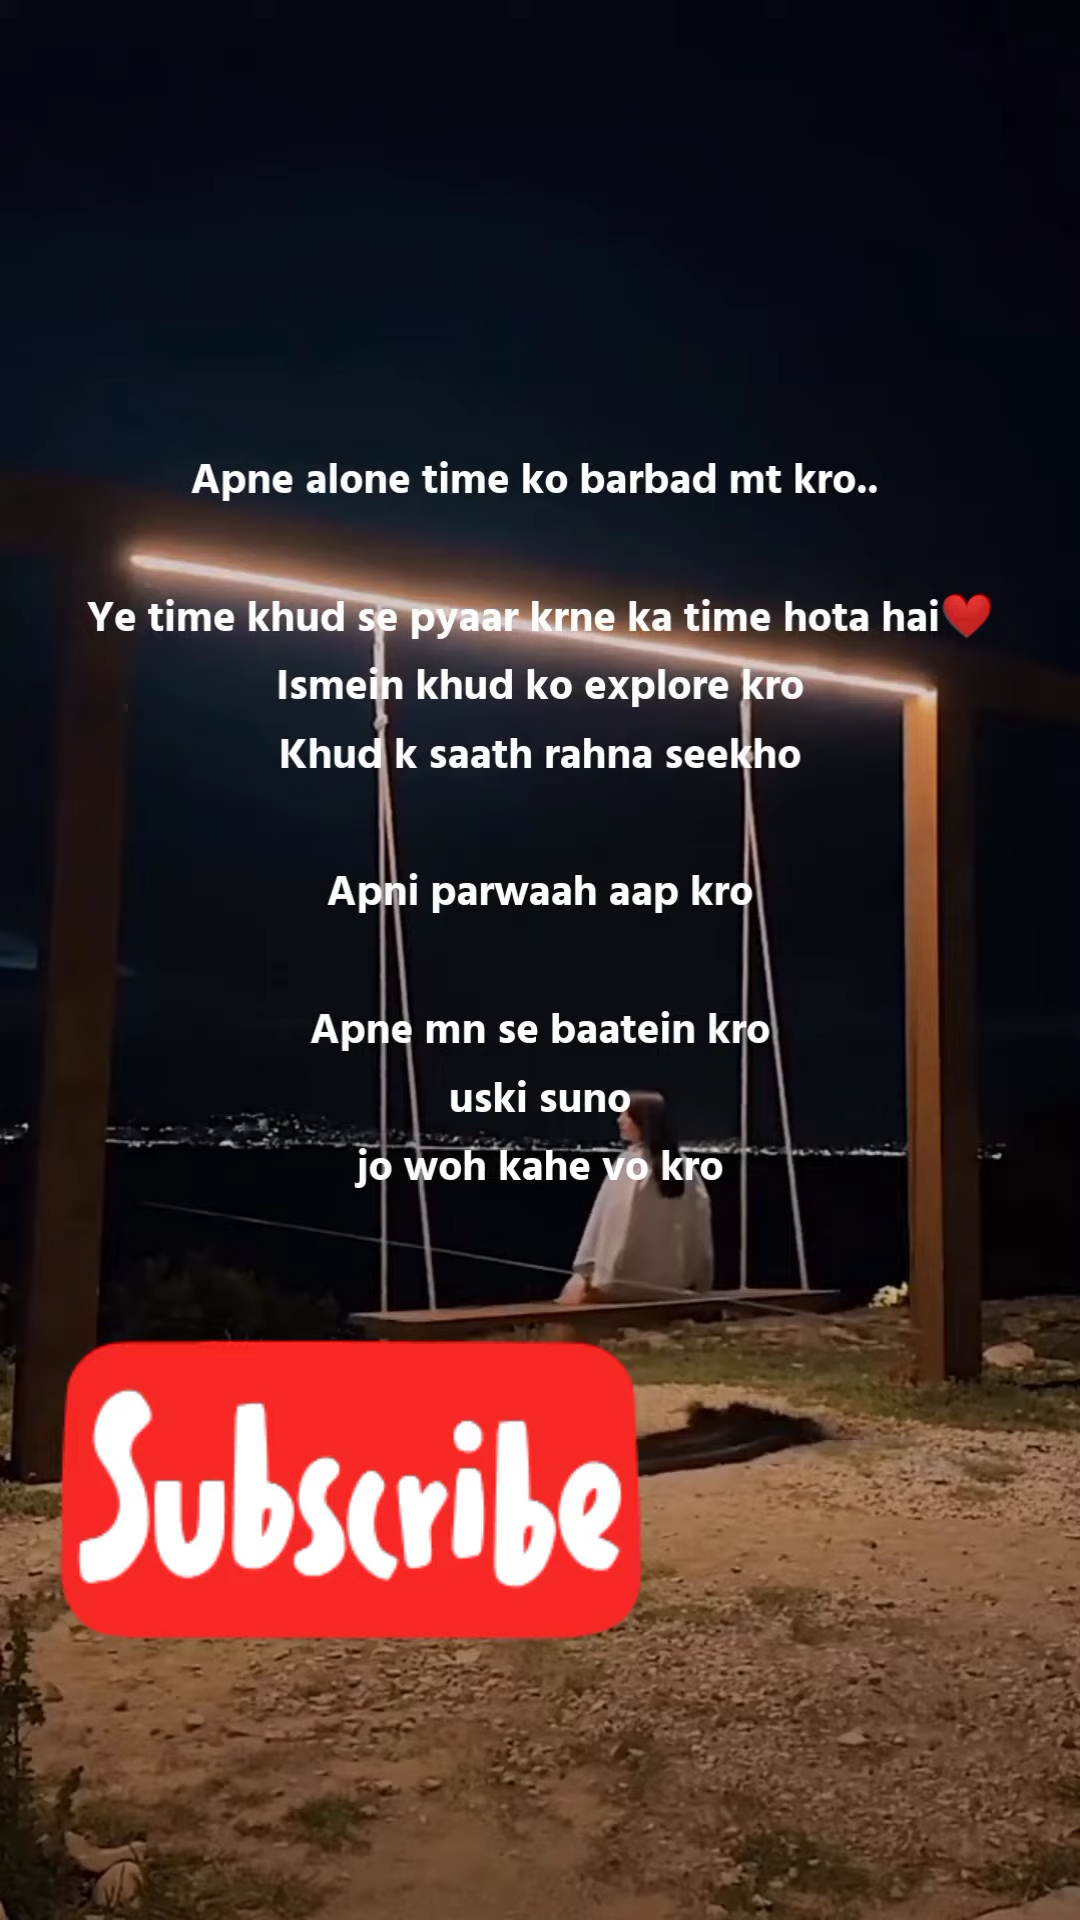 Apne alone time ko barbad mt kro..
Ye time khud se pyaar krne ka time hota hai❤️
Ismein khud ko explore kro
Khud k saath rahna seekho
Apni parwaah aap kro
Apne mn se baatein kro
uski suno
jo woh kahe vo kro
Subscribe